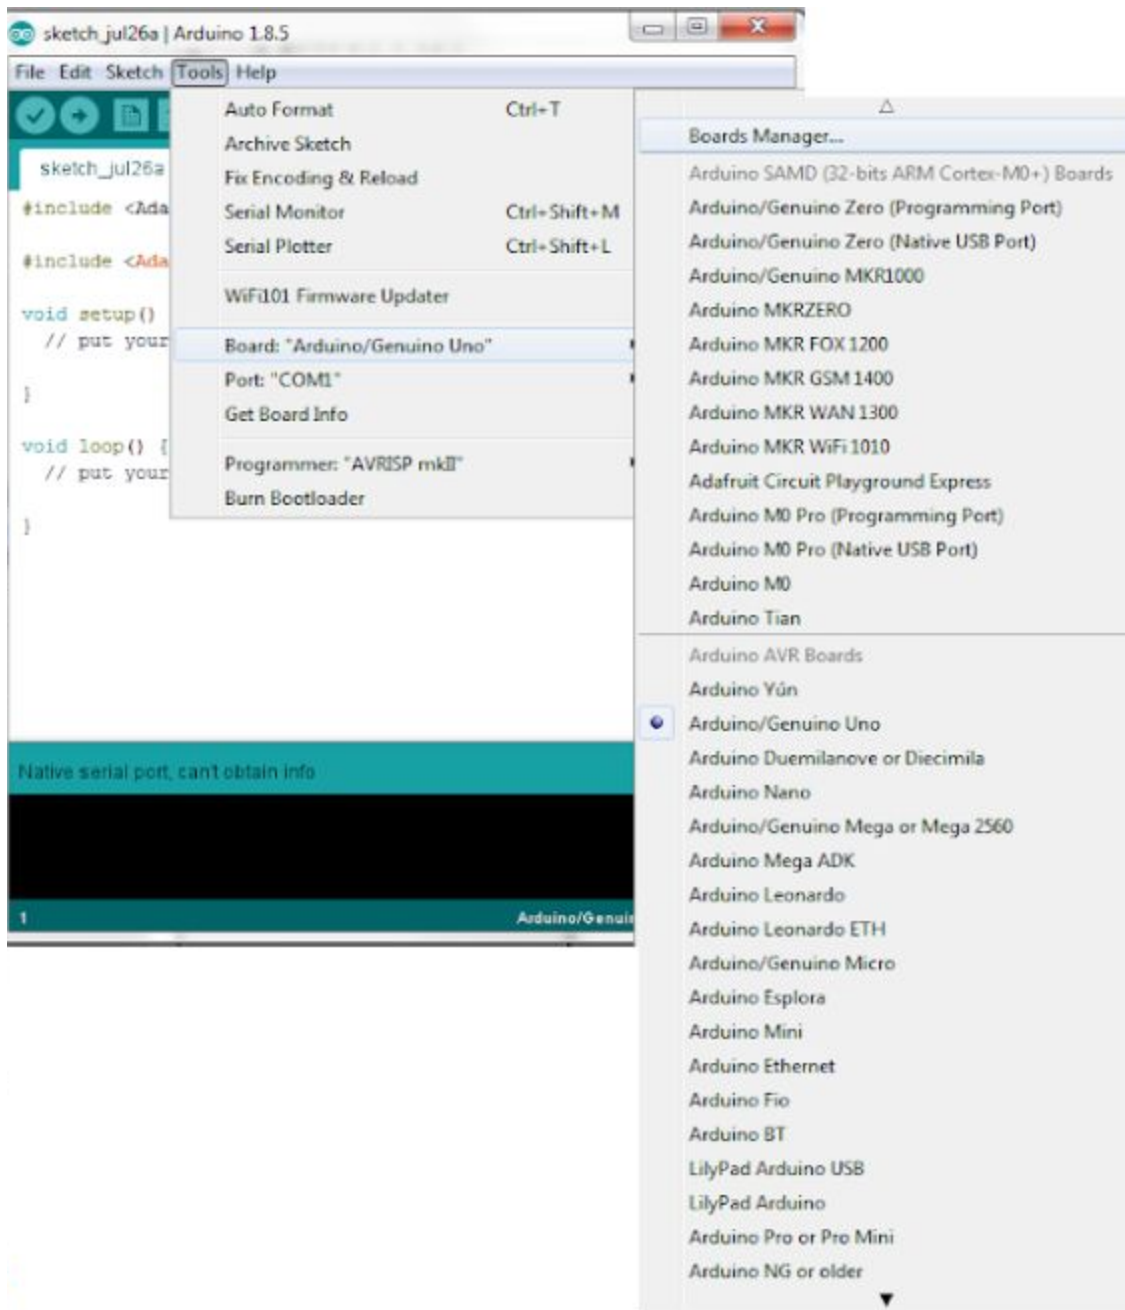 sketch_jul26a | Arduino 1.8.5
File Edit Sketch Tools Help
sketch_jul26a
#include <Ada
#include <Ada
void setup()
// put your
}
void loop() {
// put your
}
Native serial port, can't obtain info
1
Arduino/Genui
Auto Format Ctrl+T
Archive Sketch
Fix Encoding & Reload
Serial Monitor Ctrl+Shift+M
Serial Plotter Ctrl+Shift+L
WiFi101 Firmware Updater
Board: "Arduino/Genuino Uno"
Port: "COM1"
Get Board Info
Programmer: "AVRISP mkII"
Burn Bootloader
Boards Manager...
Arduino SAMD (32-bits ARM Cortex-M0+) Boards
Arduino/Genuino Zero (Programming Port)
Arduino/Genuino Zero (Native USB Port)
Arduino/Genuino MKR1000
Arduino MKRZERO
Arduino MKR FOX 1200
Arduino MKR GSM 1400
Arduino MKR WAN 1300
Arduino MKR WiFi 1010
Adafruit Circuit Playground Express
Arduino M0 Pro (Programming Port)
Arduino M0 Pro (Native USB Port)
Arduino M0
Arduino Tian
Arduino AVR Boards
Arduino Yún
Arduino/Genuino Uno
Arduino Duemilanove or Diecimila
Arduino Nano
Arduino/Genuino Mega or Mega 2560
Arduino Mega ADK
Arduino Leonardo
Arduino Leonardo ETH
Arduino/Genuino Micro
Arduino Esplora
Arduino Mini
Arduino Ethernet
Arduino Fio
Arduino BT
LilyPad Arduino USB
LilyPad Arduino
Arduino Pro or Pro Mini
Arduino NG or older